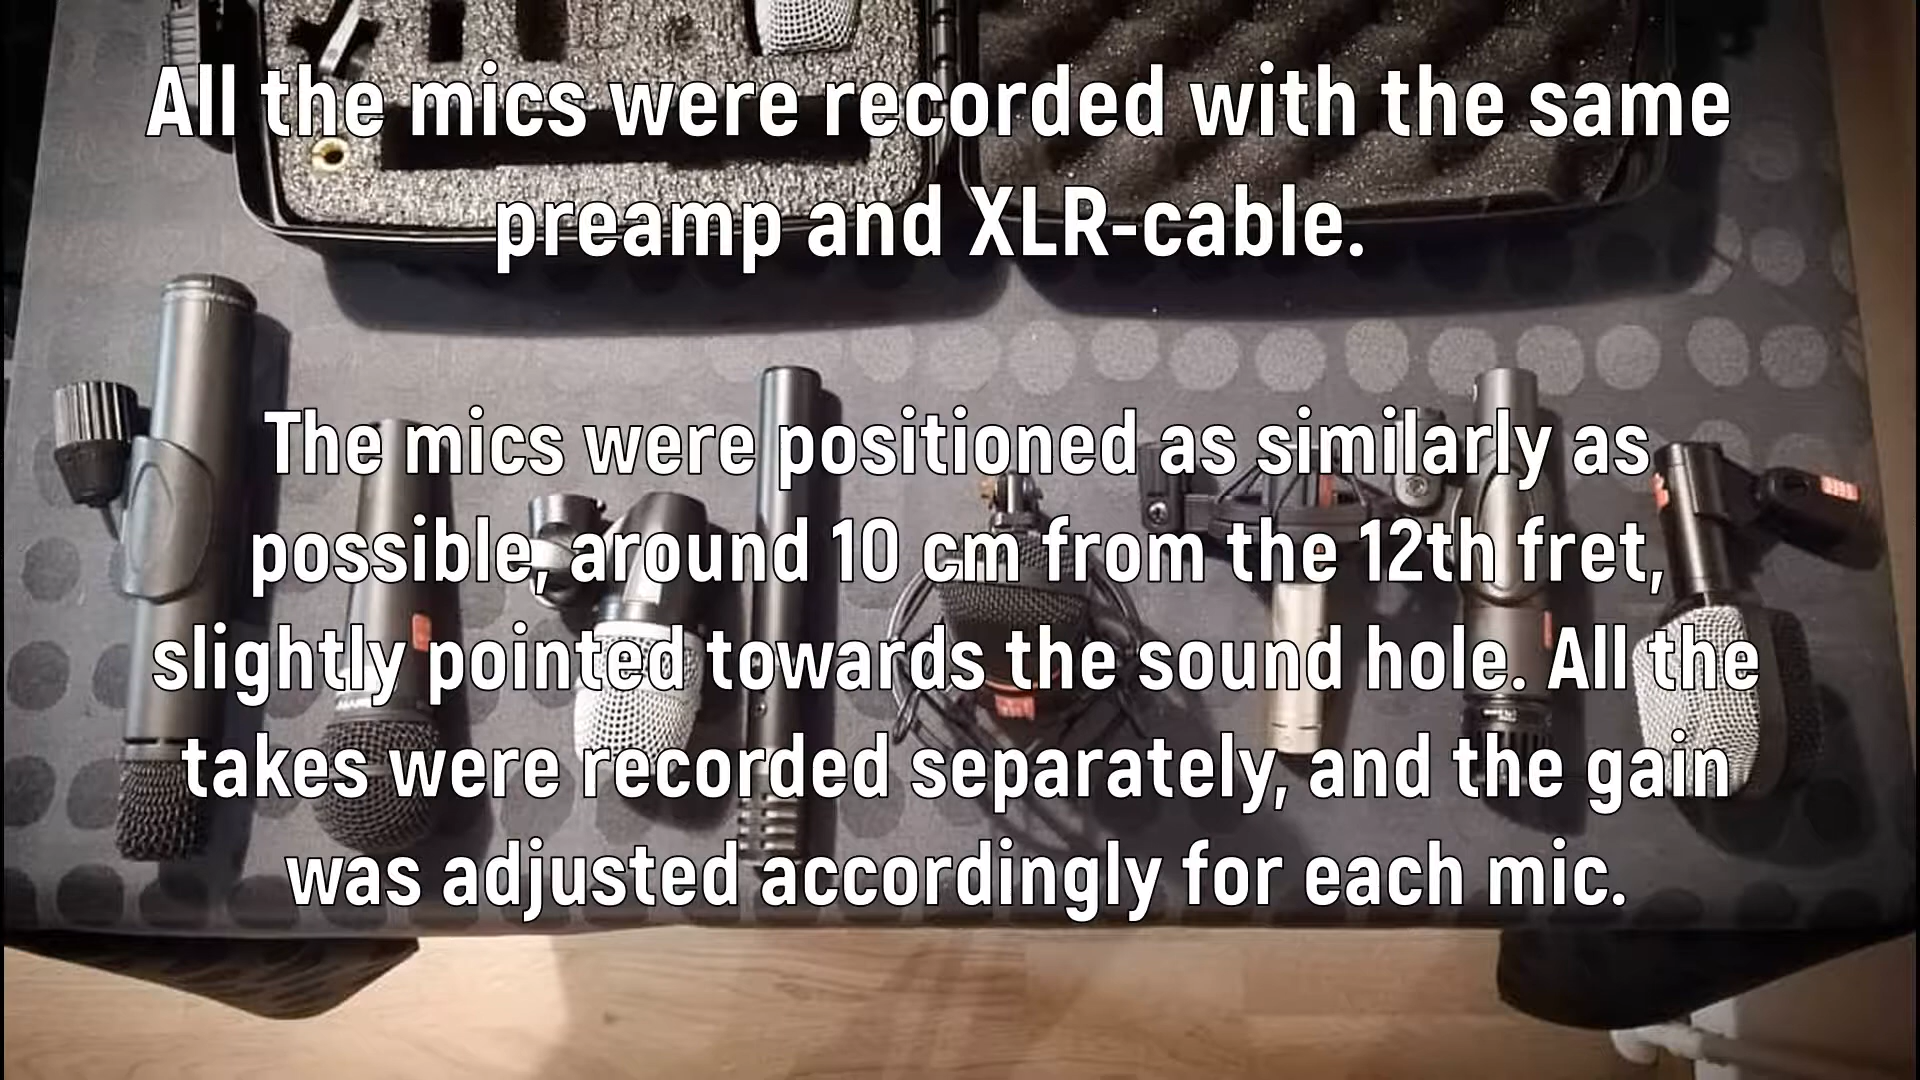 All the mics were recorded with the same
preamp and XLR-cable.
The mics were positioned as similarly as
possible, around 10 cm from the 12th fret,
slightly pointed towards the sound hole. All the
takes were recorded separately, and the gain
was adjusted accordingly for each mic.